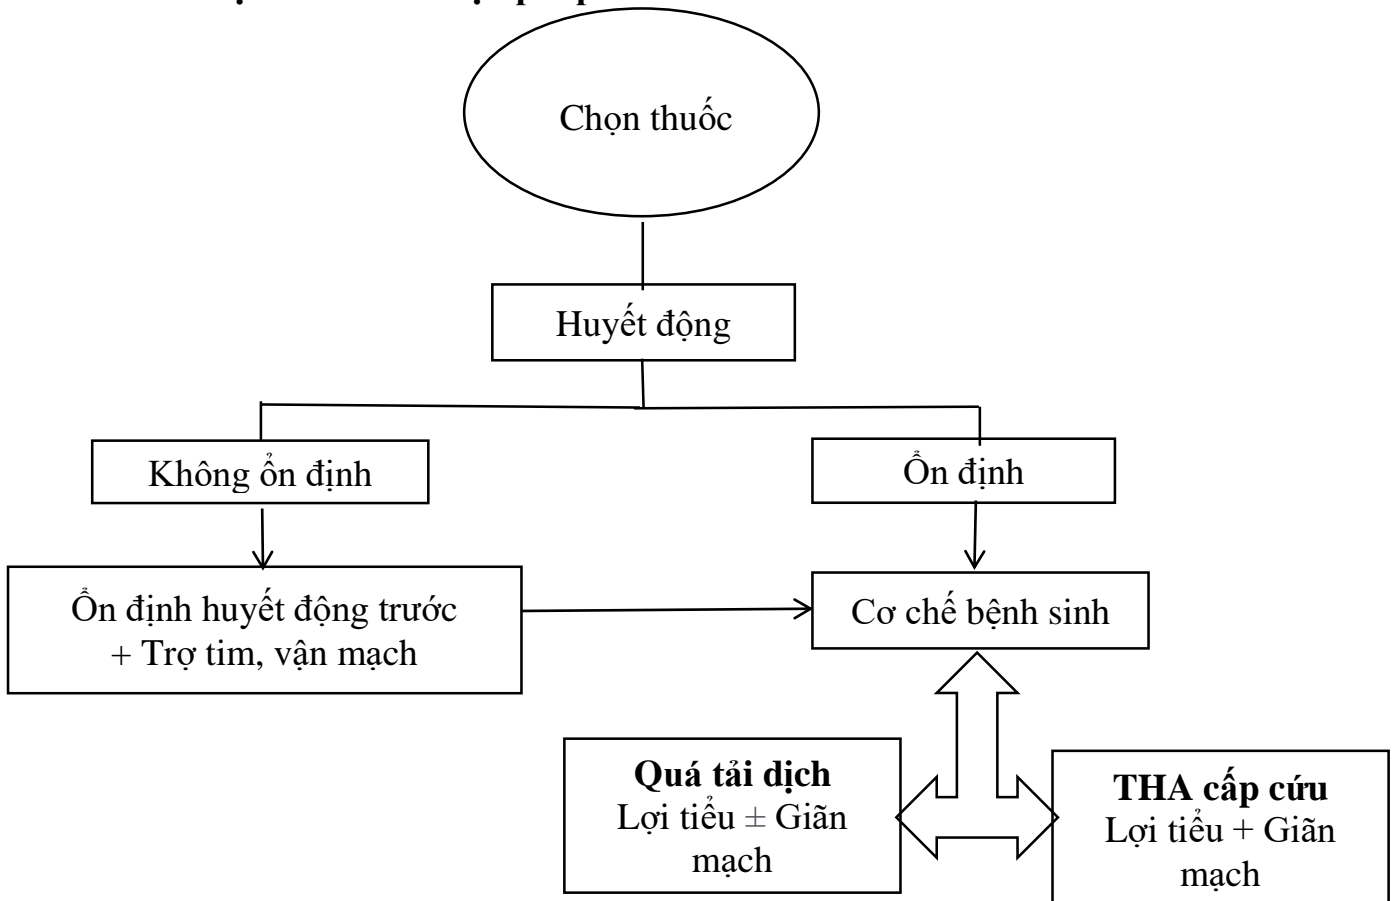 Chọn thuốc
Huyết động
Không ổn định
Ổn định
Ổn định huyết động trước
+ Trợ tim, vận mạch
Cơ chế bệnh sinh
Quá tải dịch
Lợi tiểu ± Giãn
mạch
THA cấp cứu
Lợi tiểu + Giãn
mạch